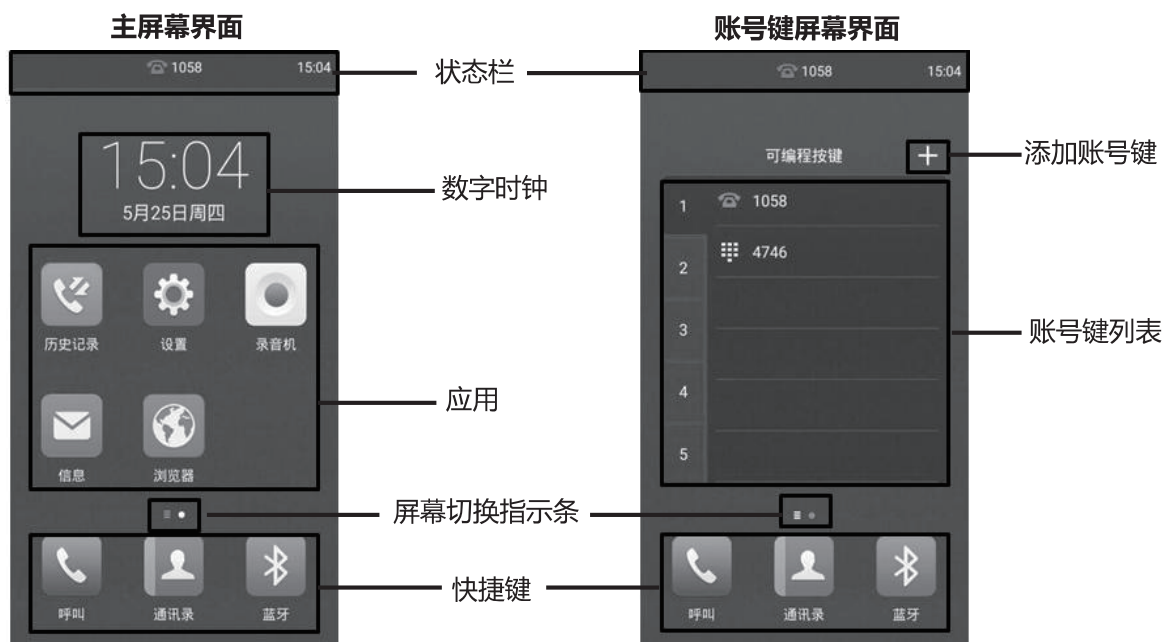 主屏幕界面
账号键屏幕界面
1058
15:04
状态栏
1058
15:04
15:04
5月25日周四
数字时钟
可编程按键
添加账号键
1
1058
2
4746
3
4
5
账号键列表
历史记录
设置
录音机
信息
浏览器
应用
屏幕切换指示条
呼叫
通讯录
蓝牙
快捷键
呼叫
通讯录
蓝牙